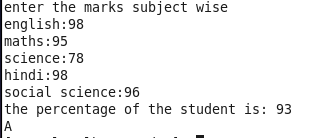 enter the marks subject wise
english:98
maths:95
science:78
hindi:98
social science:96
the percentage of the student is: 93
A